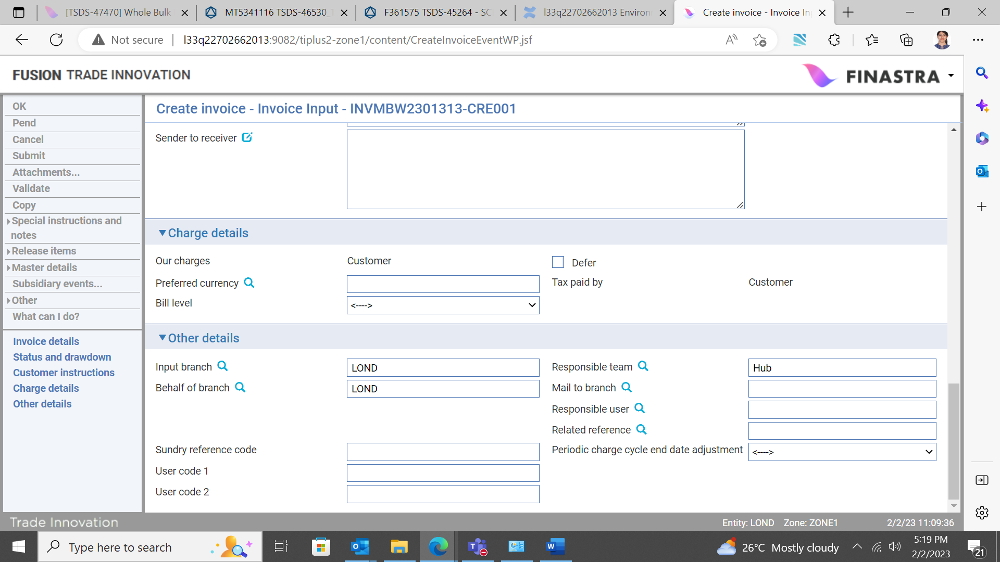 [TSDS-47470] Whole Bulk
MT5341116 TSDS-46530_
F361575 TSDS-45264 - SC
l33q22702662013 Environ
Create invoice - Invoice In
Not secure
l33q22702662013:9082/tiplus2-zone1/content/CreateInvoiceEventWP.jsf
FUSION TRADE INNOVATION
FINASTRA
OK
Pend
Cancel
Submit
Attachments...
Validate
Copy
Special instructions and
notes
Release items
Master details
Subsidiary events...
Other
What can I do?
Invoice details
Status and drawdown
Customer instructions
Charge details
Other details
Create invoice - Invoice Input - INVMBW2301313-CRE001
Sender to receiver
Charge details
Our charges Customer Defer
Preferred currency Tax paid by Customer
Bill level <---->
Other details
Input branch LOND Responsible team Hub
Behalf of branch LOND Mail to branch
Responsible user
Related reference
Sundry reference code Periodic charge cycle end date adjustment <---->
User code 1
User code 2
Trade Innovation
Entity: LOND Zone: ZONE1 2/2/23 11:09:36
Type here to search
26°C Mostly cloudy
5:19 PM
2/2/2023
21